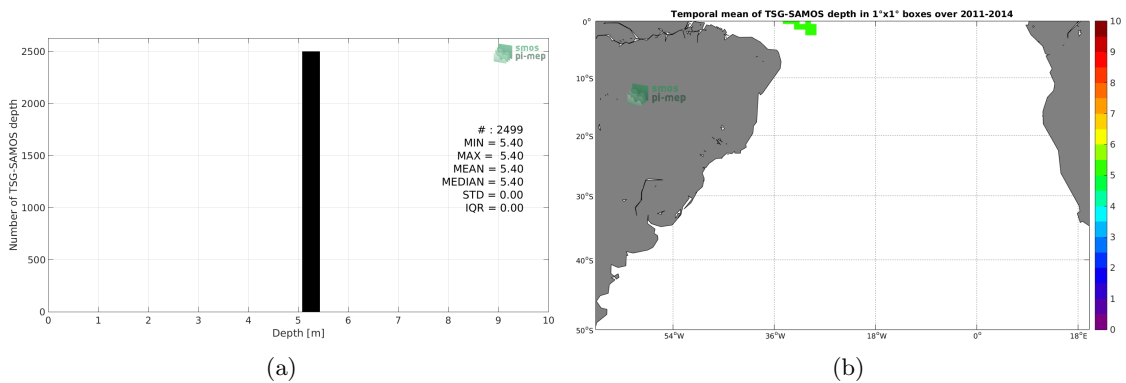 2500
2000
1500
1000
500
0
Number of TSG-SAMOS depth
smos
pi-mep
# : 2499
MIN = 5.40
MAX = 5.40
MEAN = 5.40
MEDIAN = 5.40
STD = 0.00
IQR = 0.00
0 1 2 3 4 5 6 7 8 9 10
Depth [m]
(a)
Temporal mean of TSG-SAMOS depth in 1°x1° boxes over 2011-2014
0°
10°S
20°S
30°S
40°S
50°S
smos
pi-mep
54°W 36°W 18°W 0° 18°E
10
9
8
7
6
5
4
3
2
1
0
(b)